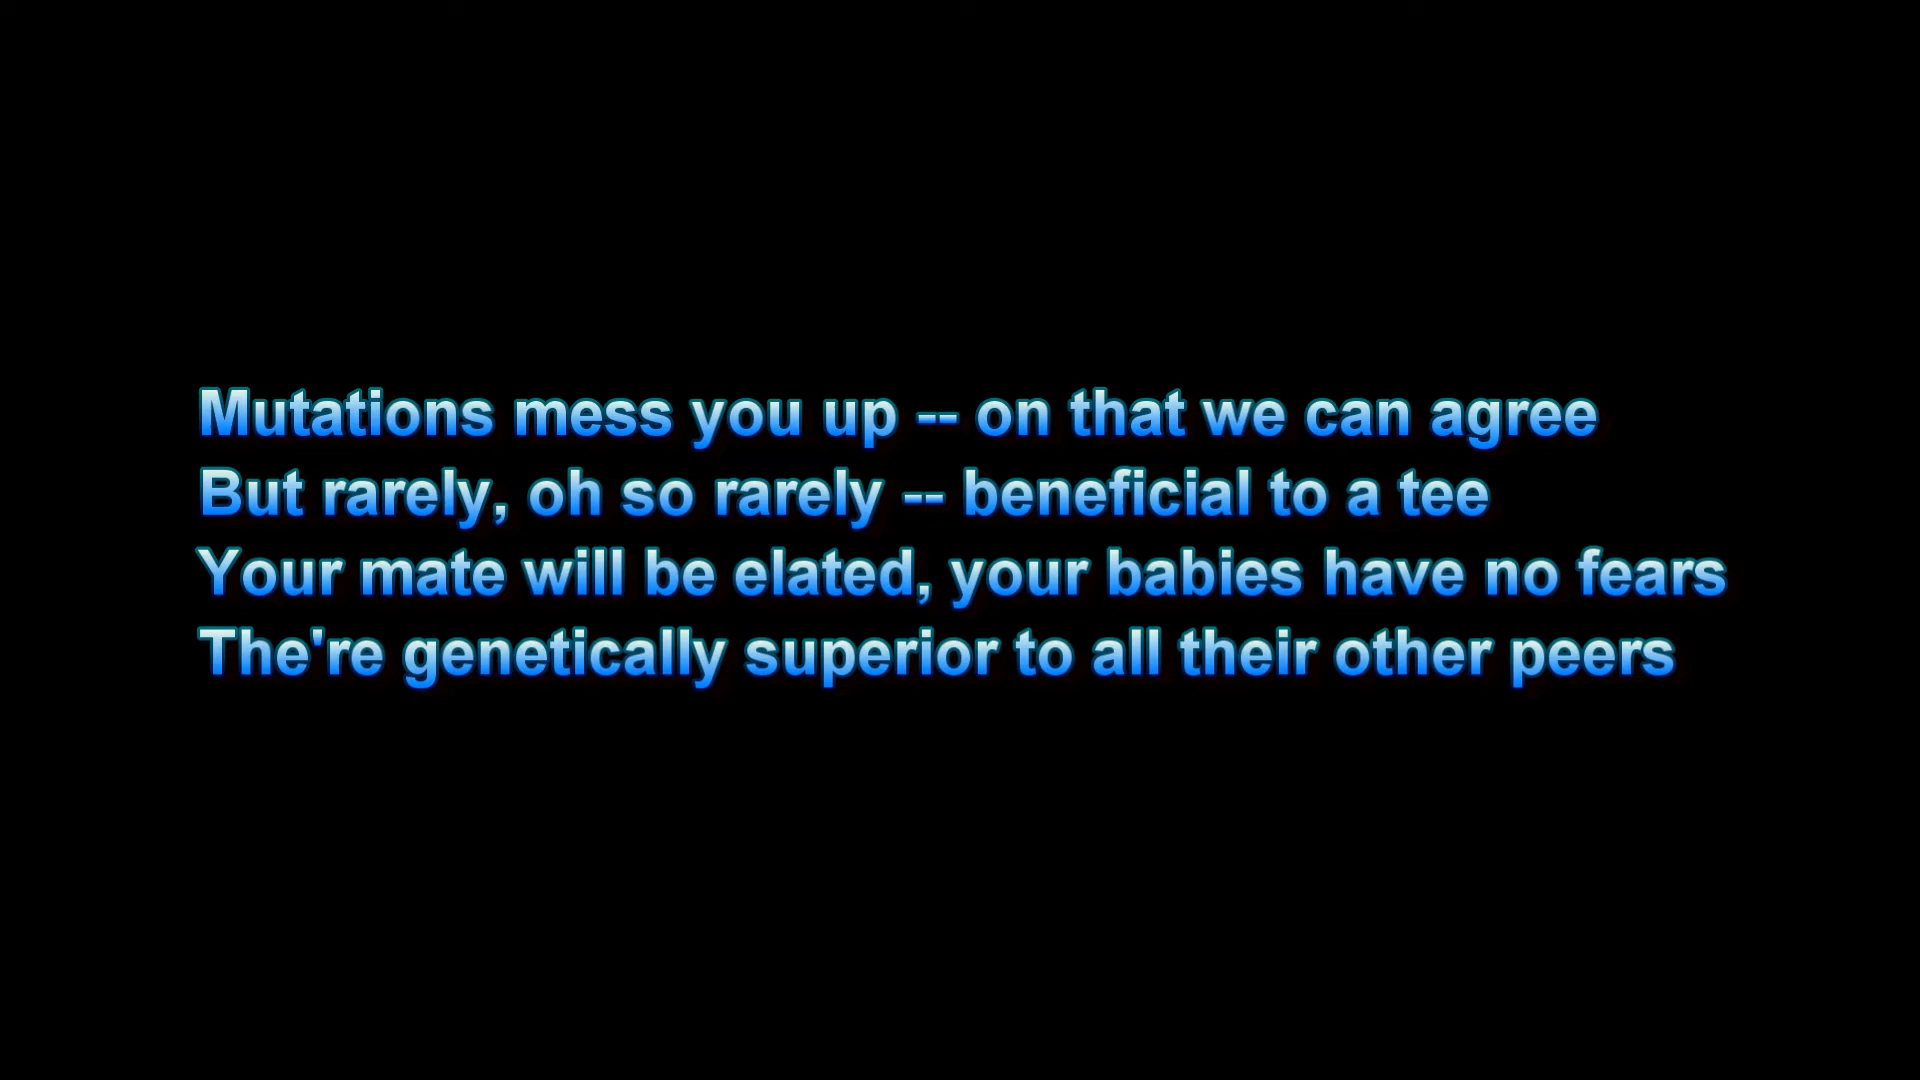 Mutations mess you up -- on that we can agree
But rarely, oh so rarely -- beneficial to a tee
Your mate will be elated, your babies have no fears
The're genetically superior to all their other peers